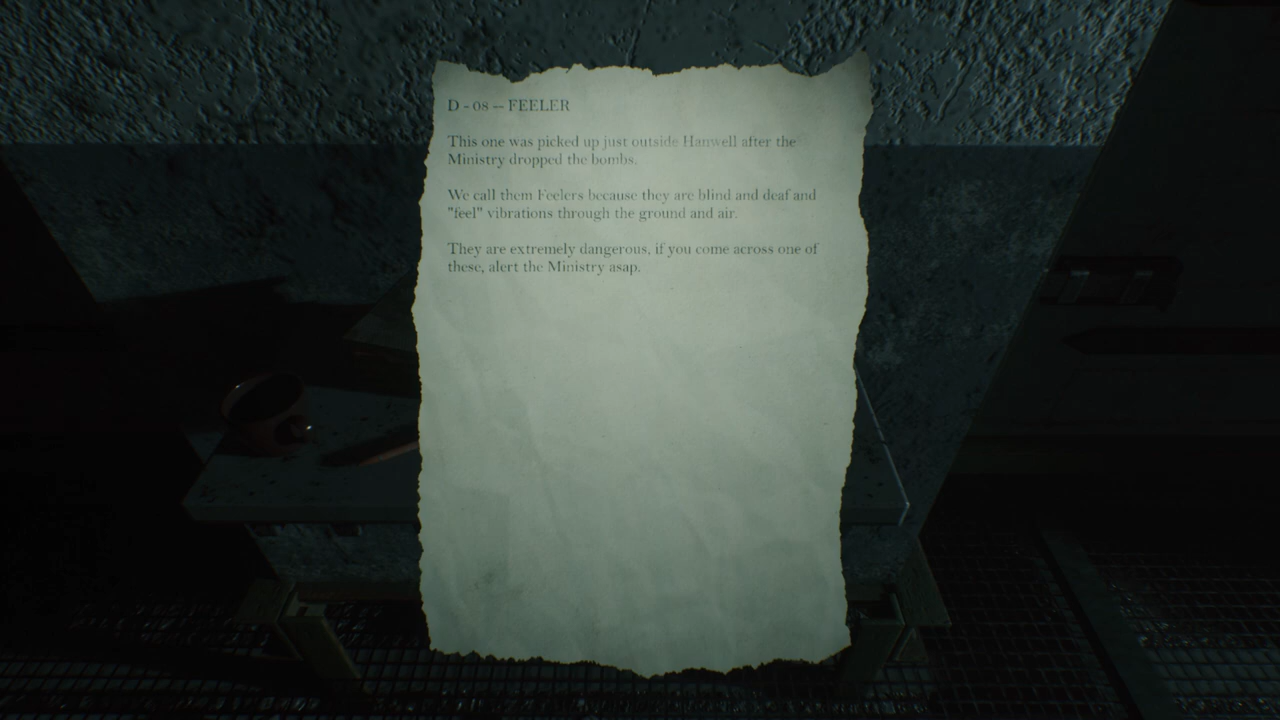 D - 08 -- FEELER
This one was picked up just outside Hanwell after the
Ministry dropped the bombs.
We call them Feelers because they are blind and deaf and
"feel" vibrations through the ground and air.
They are extremely dangerous, if you come across one of
these, alert the Ministry asap.